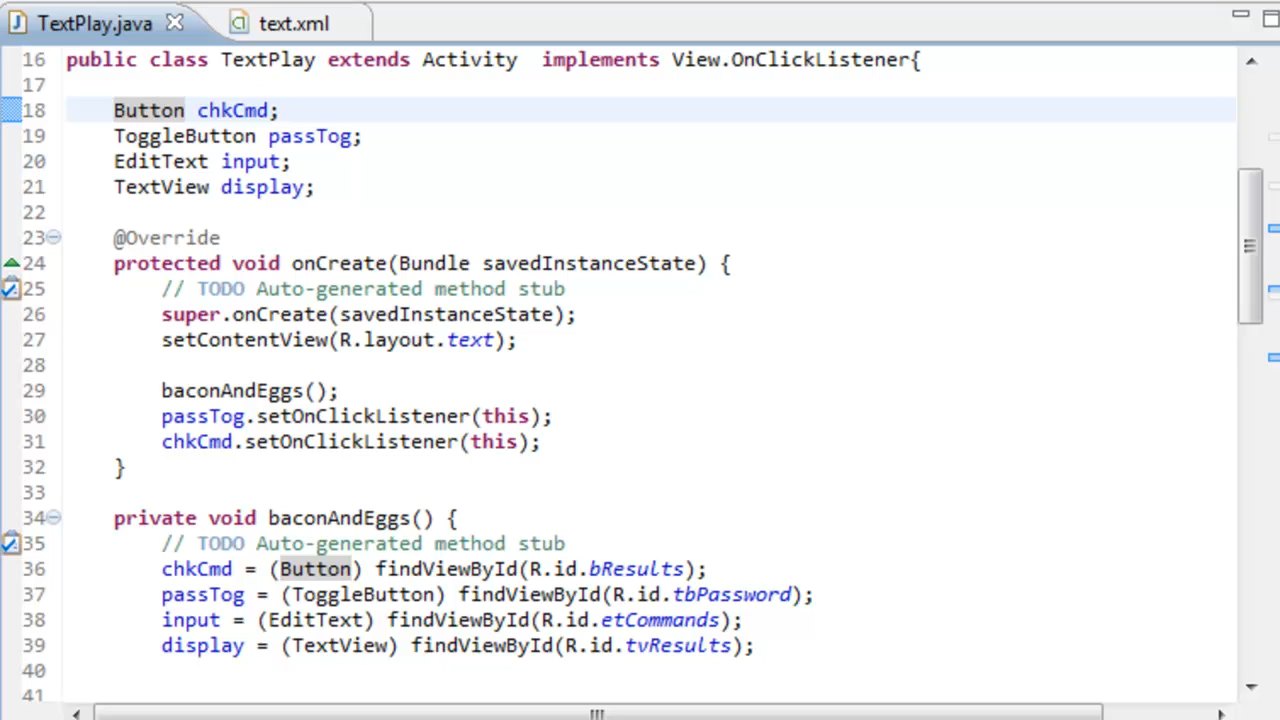 TextPlay.java
text.xml
16 public class TextPlay extends Activity  implements View.OnClickListener{
17
18     Button chkCmd;
19     ToggleButton passTog;
20     EditText input;
21     TextView display;
22
23     @Override
24     protected void onCreate(Bundle savedInstanceState) {
25         // TODO Auto-generated method stub
26         super.onCreate(savedInstanceState);
27         setContentView(R.layout.text);
28
29         baconAndEggs();
30         passTog.setOnClickListener(this);
31         chkCmd.setOnClickListener(this);
32     }
33
34     private void baconAndEggs() {
35         // TODO Auto-generated method stub
36         chkCmd = (Button) findViewById(R.id.bResults);
37         passTog = (ToggleButton) findViewById(R.id.tbPassword);
38         input = (EditText) findViewById(R.id.etCommands);
39         display = (TextView) findViewById(R.id.tvResults);
40
41